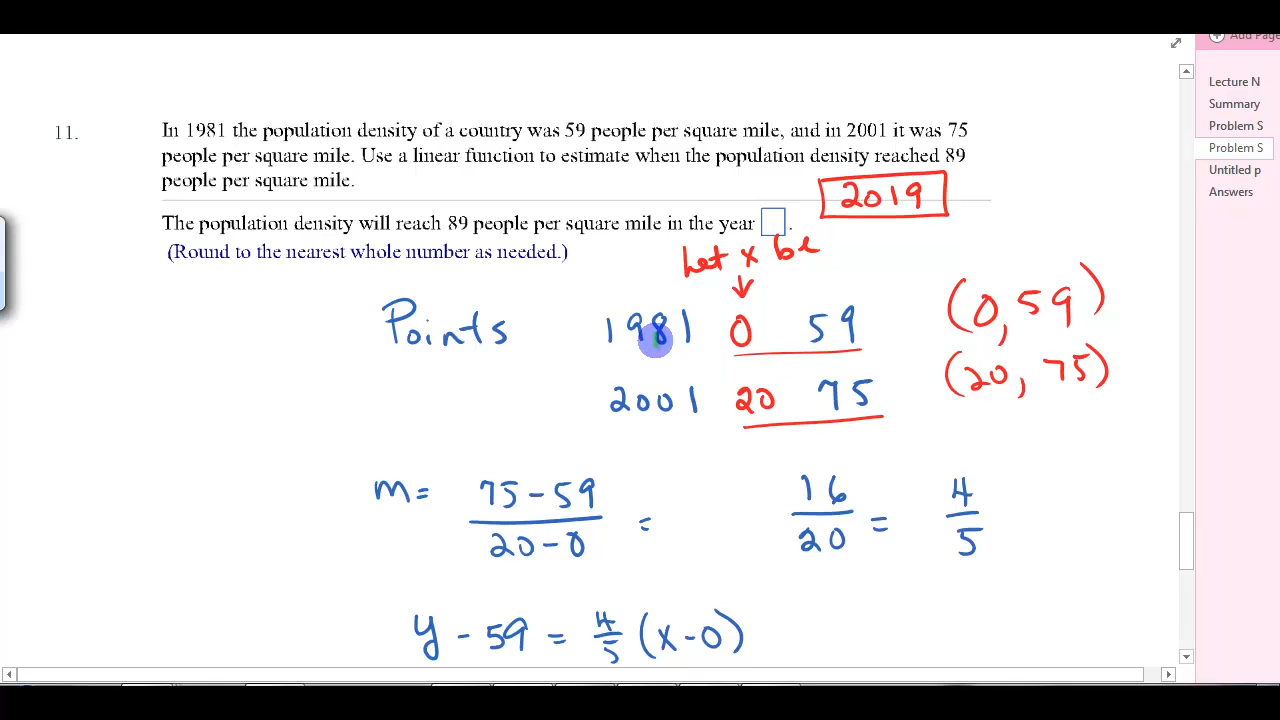 Add Page
Lecture N
Summary
Problem S
Problem S
Untitled p
Answers
11.
In 1981 the population density of a country was 59 people per square mile, and in 2001 it was 75
people per square mile. Use a linear function to estimate when the population density reached 89
people per square mile.
2019
The population density will reach 89 people per square mile in the year .
(Round to the nearest whole number as needed.)
Let x be
Points 1981 0 59 (0, 59)
2001 20 75 (20, 75)
m = 75 - 59 / 20 - 0 = 16 / 20 = 4 / 5
y - 59 = 4/5 (x - 0)